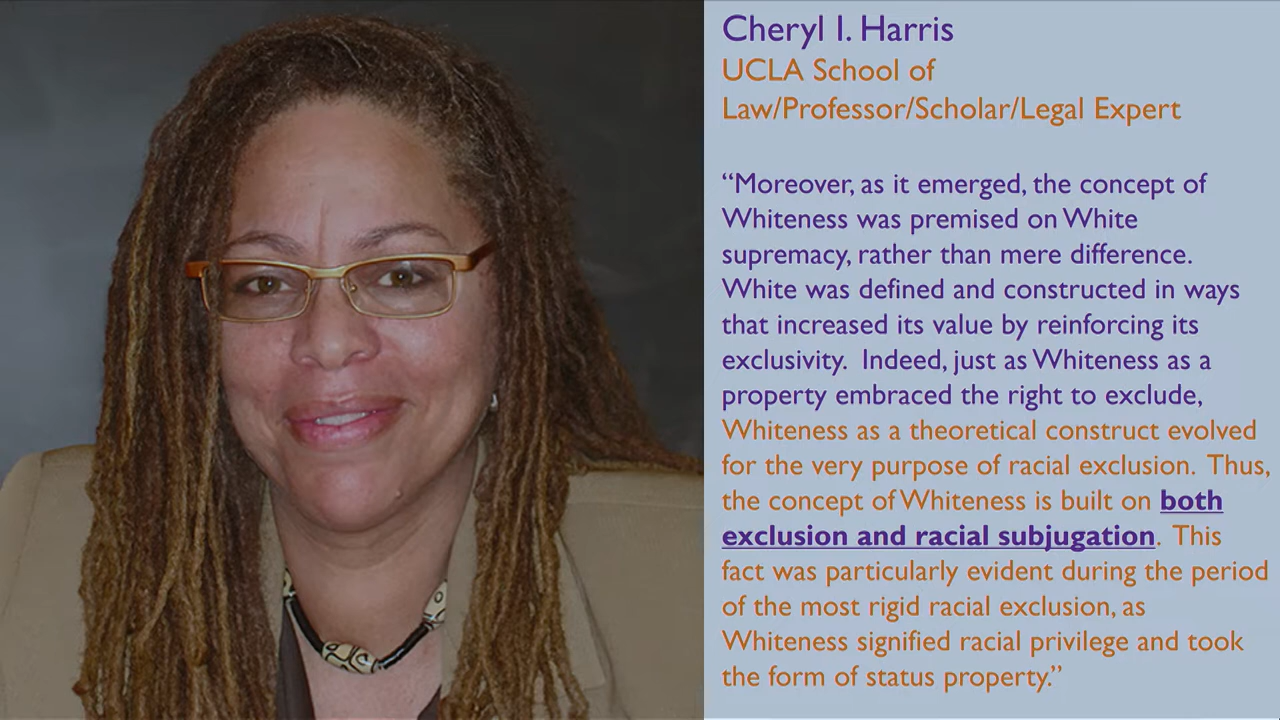 Cheryl I. Harris
UCLA School of
Law/Professor/Scholar/Legal Expert
“Moreover, as it emerged, the concept of
Whiteness was premised on White
supremacy, rather than mere difference.
White was defined and constructed in ways
that increased its value by reinforcing its
exclusivity.  Indeed, just as Whiteness as a
property embraced the right to exclude,
Whiteness as a theoretical construct evolved
for the very purpose of racial exclusion.  Thus,
the concept of Whiteness is built on both
exclusion and racial subjugation.  This
fact was particularly evident during the period
of the most rigid racial exclusion, as
Whiteness signified racial privilege and took
the form of status property.”